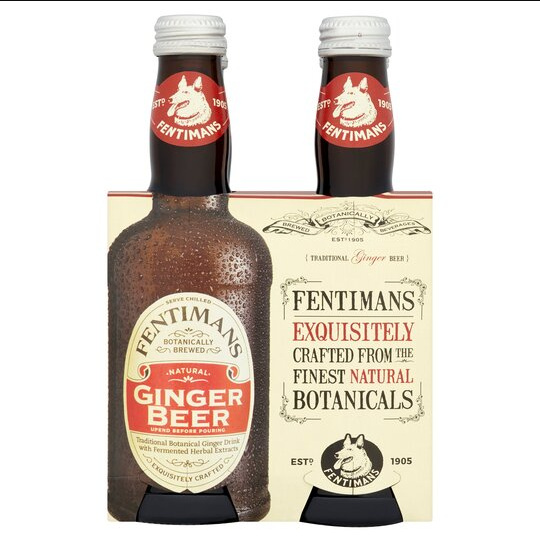 ESTD 1905
FENTIMANS
ESTD 1905
FENTIMANS
BOTANICALLY
BREWED BEVERAGES
ESTD 1905
{ TRADITIONAL Ginger BEER }
FENTIMANS
EXQUISITELY
CRAFTED FROM THE
FINEST NATURAL
BOTANICALS
ESTD 1905
FENTIMANS
SERVE CHILLED
FENTIMANS
BOTANICALLY
BREWED
NATURAL
GINGER
BEER
UPEND BEFORE POURING
Traditional Botanical Ginger Drink
with Fermented Herbal Extracts
EXQUISITELY CRAFTED